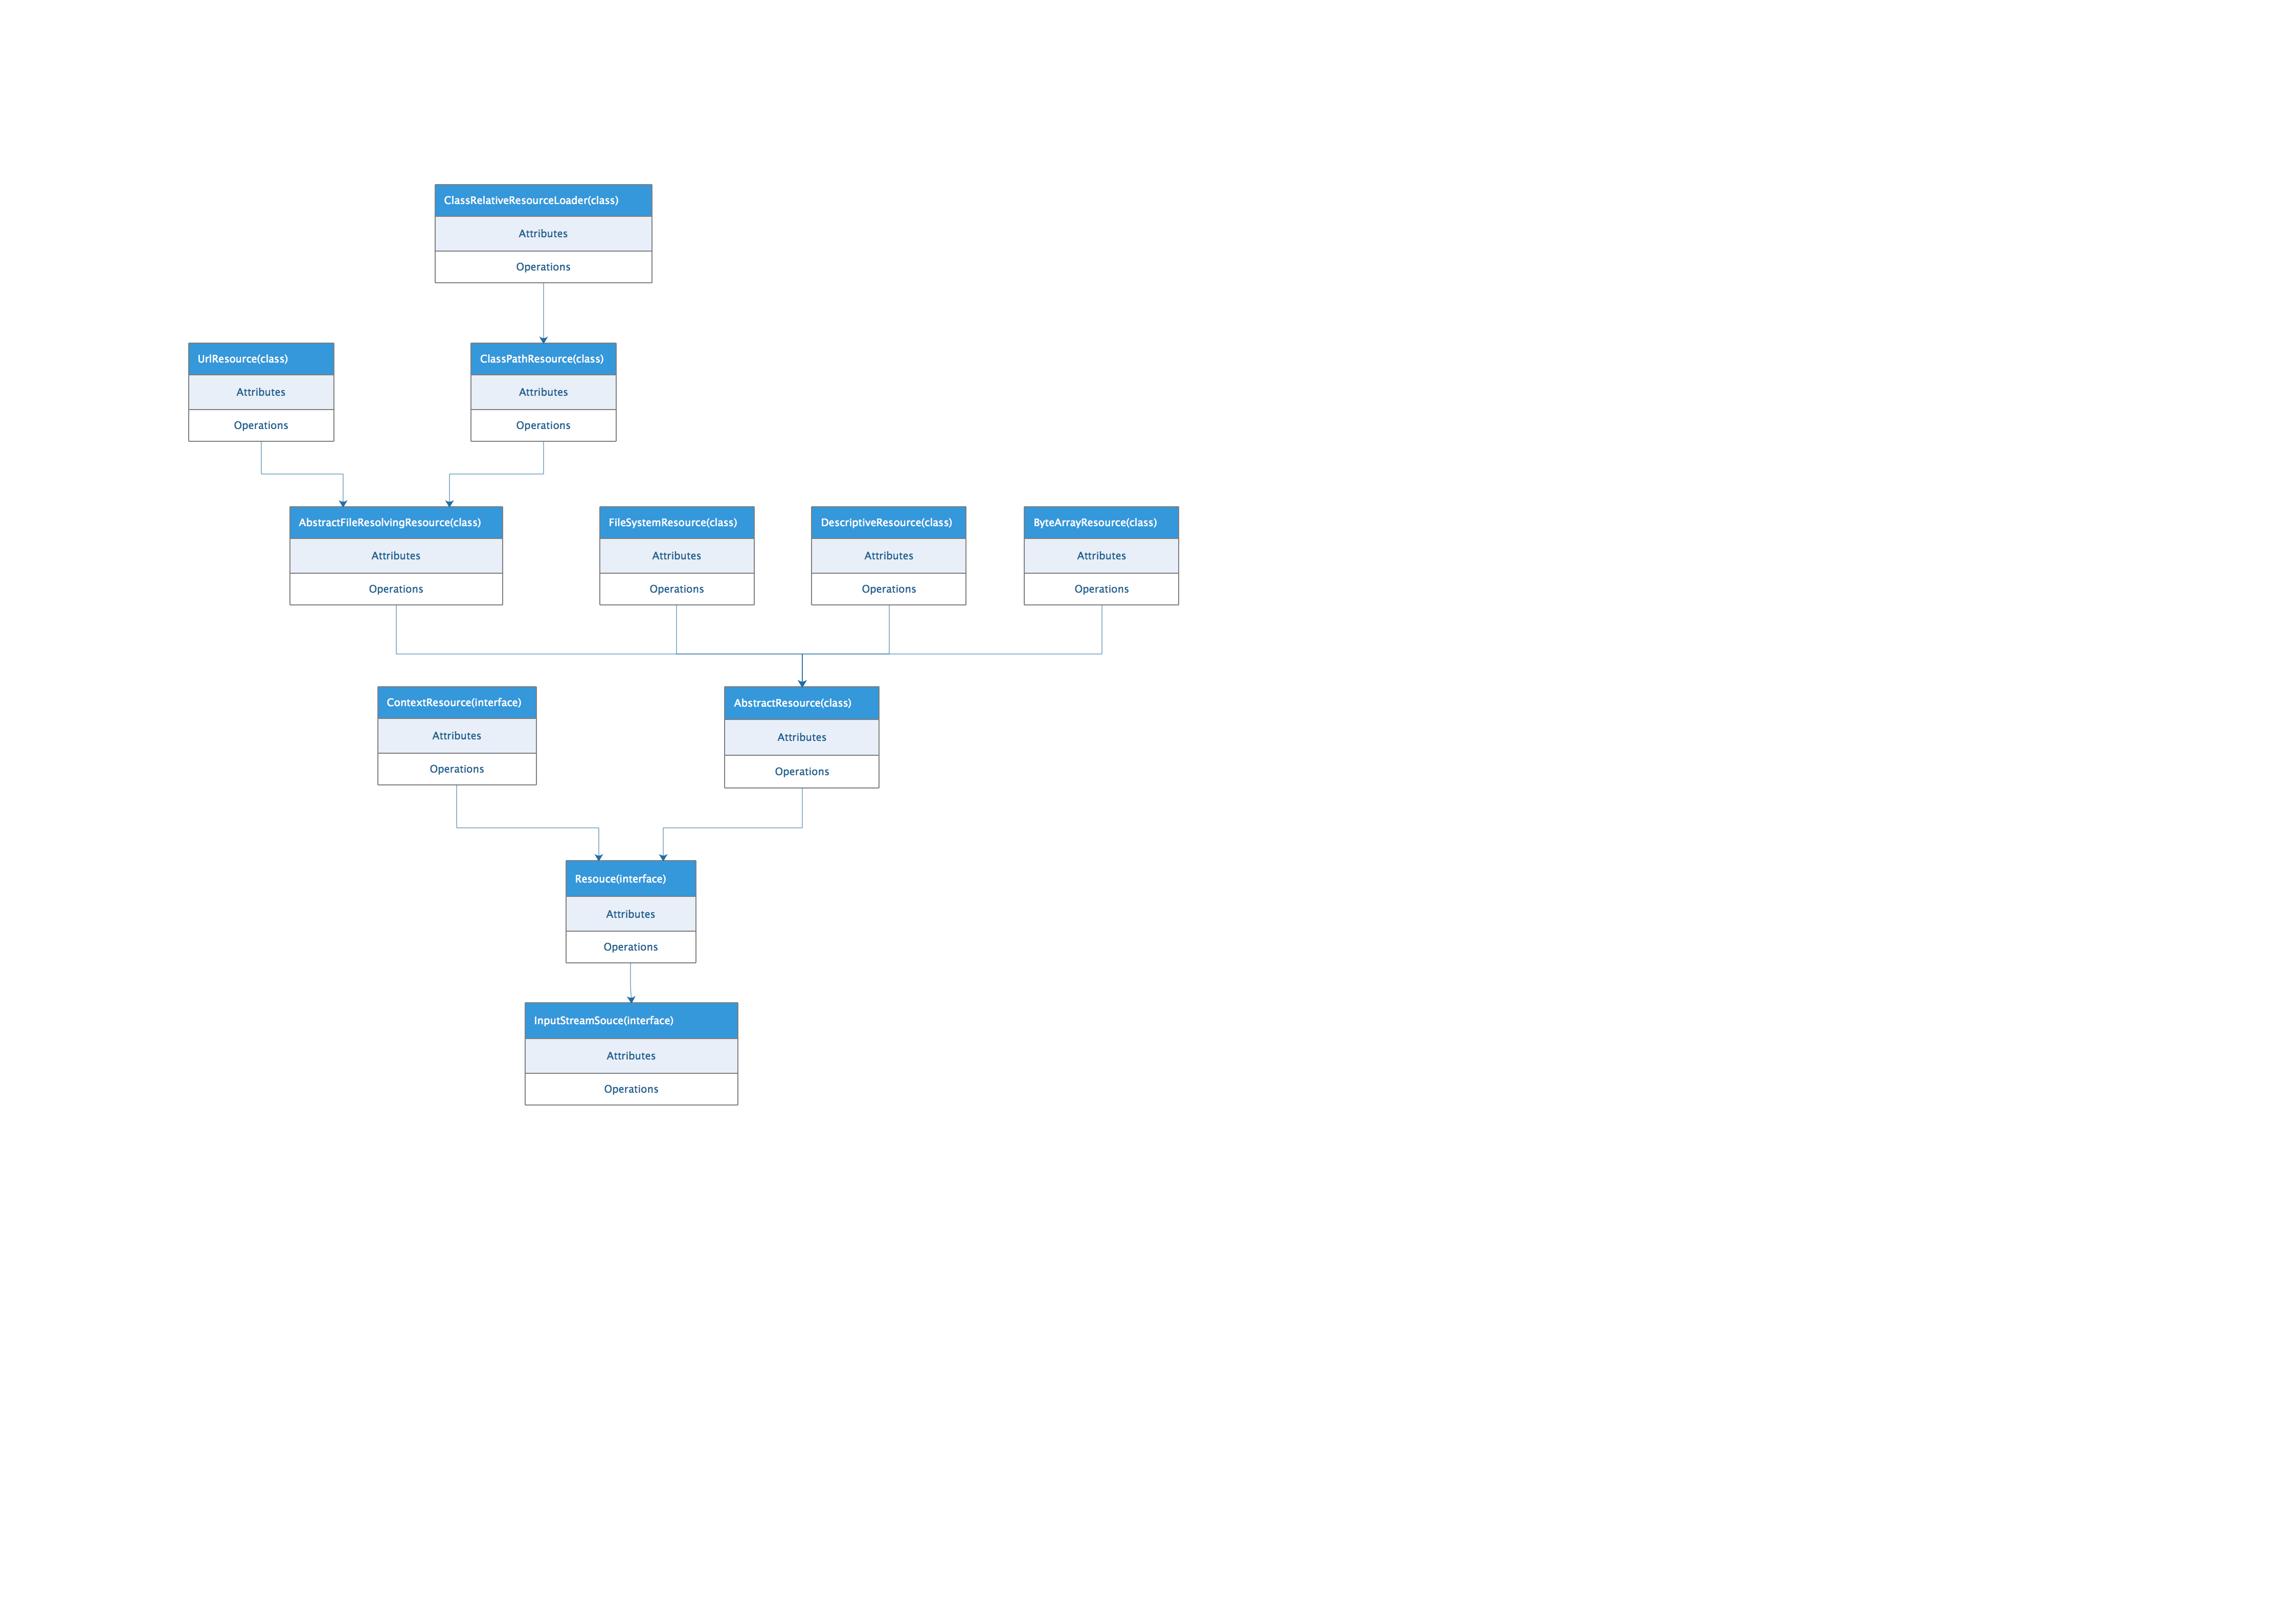 ClassRelativeResourceLoader(class)
Attributes
Operations
UrlResource(class)
Attributes
Operations
ClassPathResource(class)
Attributes
Operations
AbstractFileResolvingResource(class)
Attributes
Operations
FileSystemResource(class)
Attributes
Operations
DescriptiveResource(class)
Attributes
Operations
ByteArrayResource(class)
Attributes
Operations
ContextResource(interface)
Attributes
Operations
AbstractResource(class)
Attributes
Operations
Resouce(interface)
Attributes
Operations
InputStreamSouce(interface)
Attributes
Operations